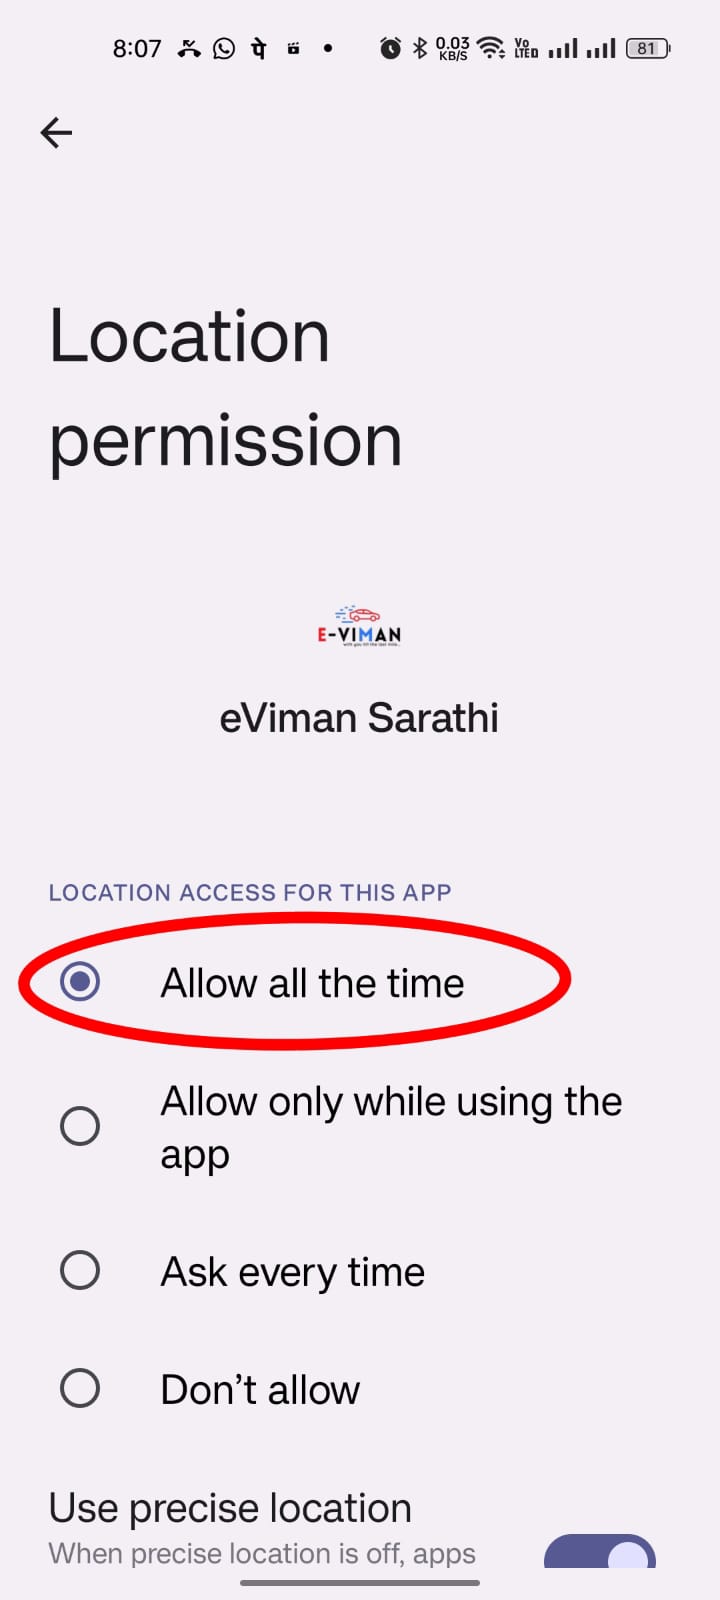 8:07 पे 0.03 KB/S Vo LTED 81
Location
permission
E-VIMAN
eViman Sarathi
LOCATION ACCESS FOR THIS APP
Allow all the time
Allow only while using the
app
Ask every time
Don’t allow
Use precise location
When precise location is off, apps